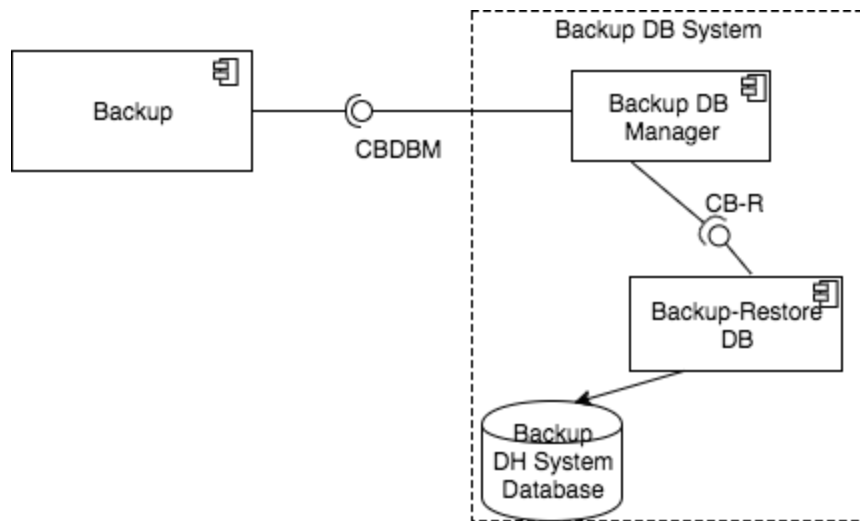 Backup DB System
Backup
Backup DB
Manager
CBDBM
CB-R
Backup-Restore
DB
Backup
DH System
Database